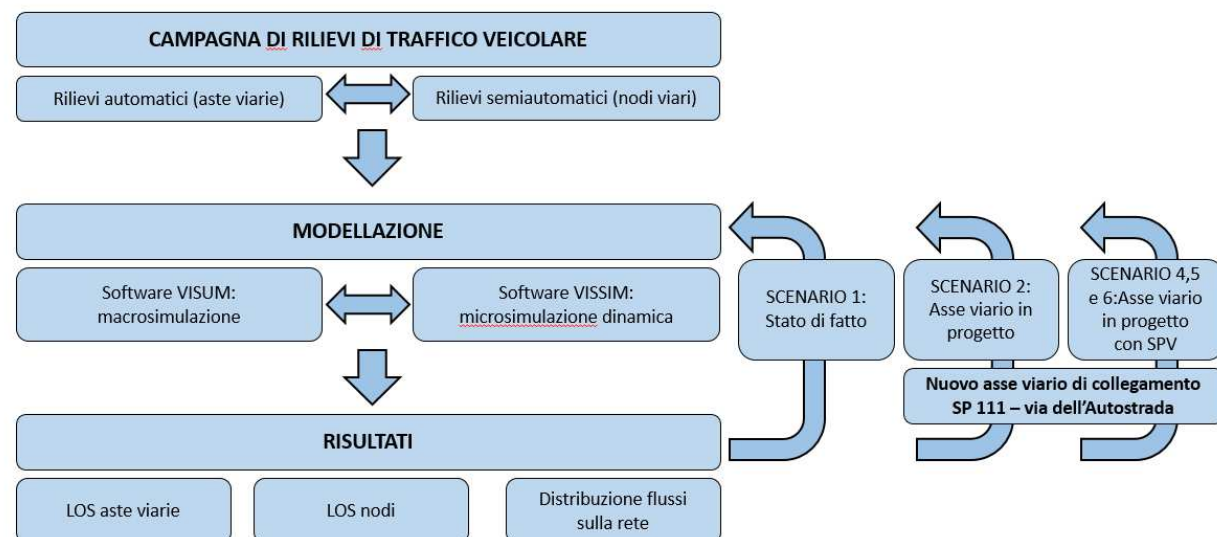 CAMPAGNA DI RILIEVI DI TRAFFICO VEICOLARE
Rilievi automatici (aste viarie)
Rilievi semiautomatici (nodi viari)
MODELLAZIONE
Software VISUM:
macrosimulazione
Software VISSIM:
microsimulazione dinamica
SCENARIO 1:
Stato di fatto
SCENARIO 2:
Asse viario in
progetto
SCENARIO 4,5
e 6:Asse viario
in progetto
con SPV
Nuovo asse viario di collegamento
SP 111 – via dell’Autostrada
RISULTATI
LOS aste viarie
LOS nodi
Distribuzione flussi
sulla rete